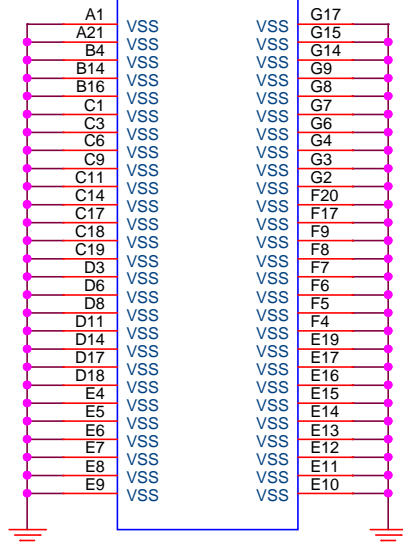 A1 VSS VSS G17
A21 VSS VSS G15
B4 VSS VSS G14
B14 VSS VSS G9
B16 VSS VSS G8
C1 VSS VSS G7
C3 VSS VSS G6
C6 VSS VSS G4
C9 VSS VSS G3
C11 VSS VSS G2
C14 VSS VSS F20
C17 VSS VSS F17
C18 VSS VSS F9
C19 VSS VSS F8
D3 VSS VSS F7
D6 VSS VSS F6
D8 VSS VSS F5
D11 VSS VSS F4
D14 VSS VSS E19
D17 VSS VSS E17
D18 VSS VSS E16
E4 VSS VSS E15
E5 VSS VSS E14
E6 VSS VSS E13
E7 VSS VSS E12
E8 VSS VSS E11
E9 VSS VSS E10